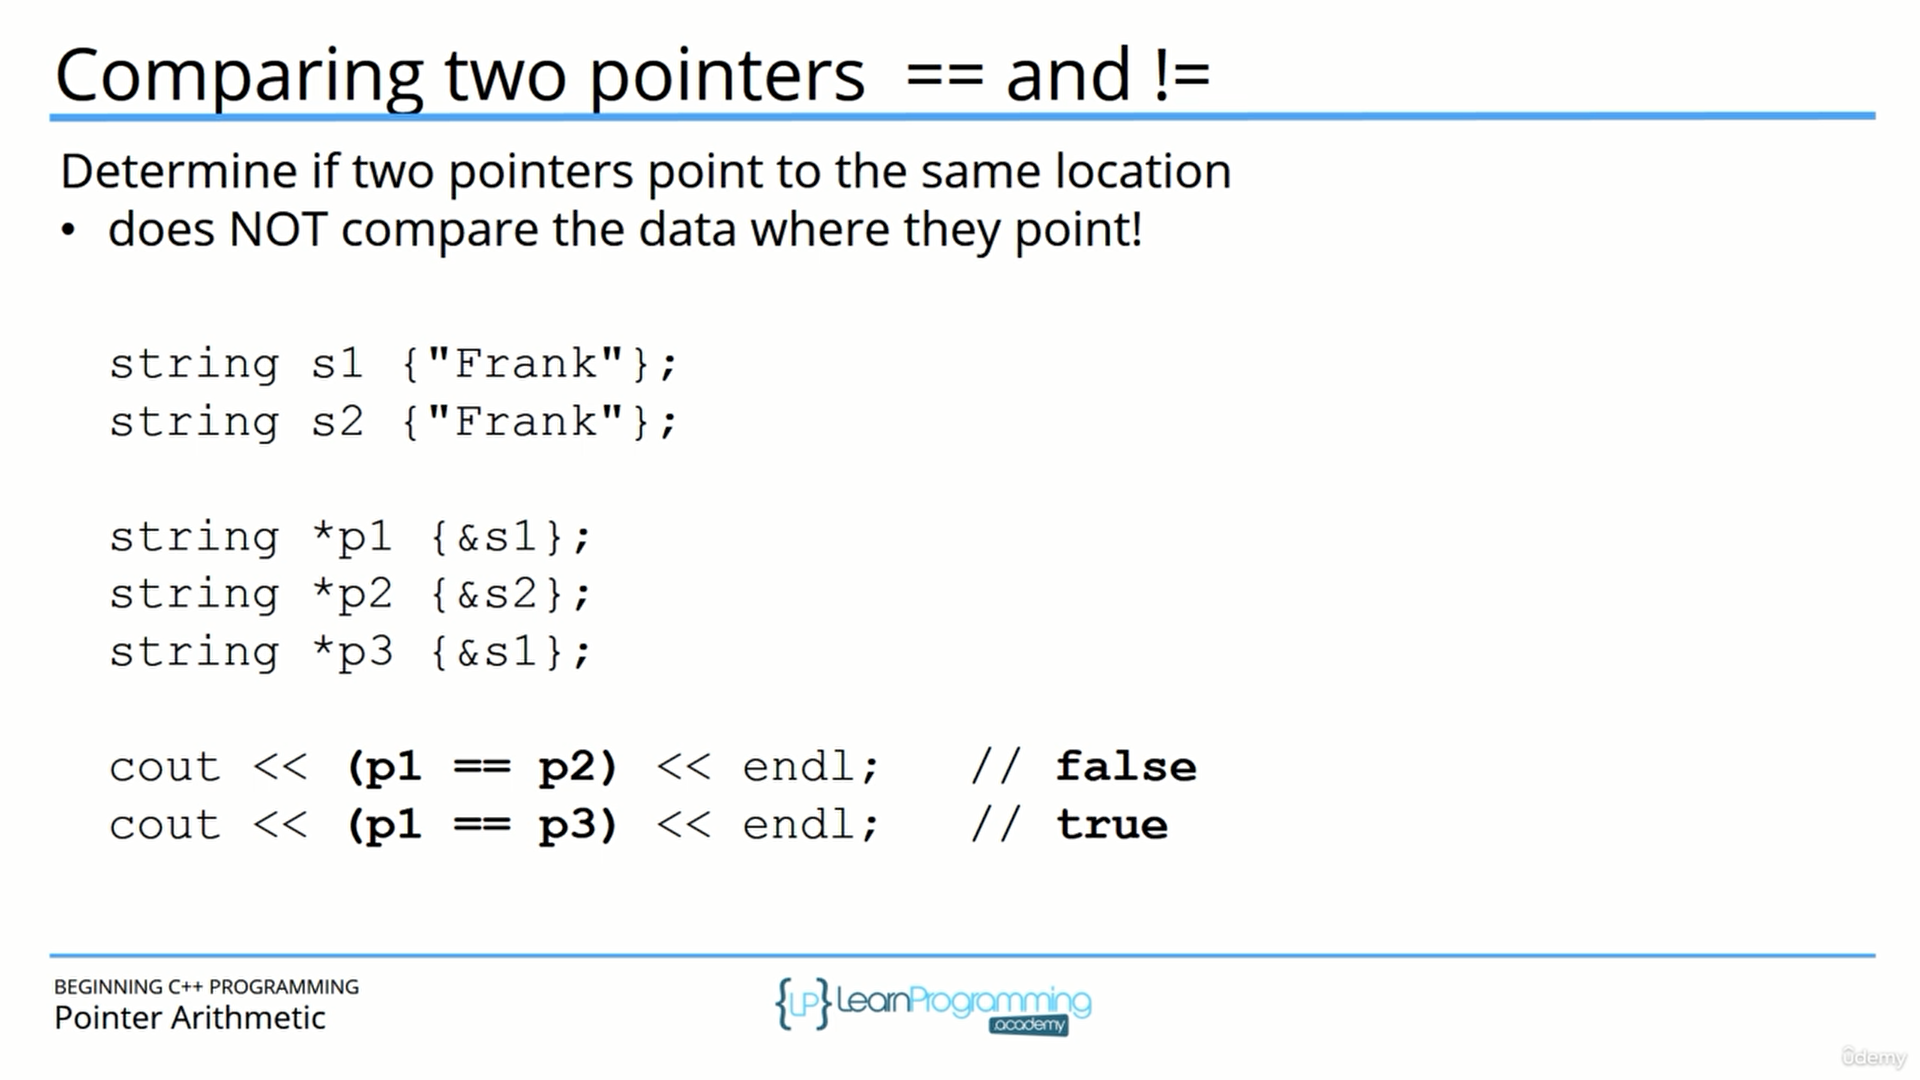 Comparing two pointers == and !=
Determine if two pointers point to the same location
• does NOT compare the data where they point!
string s1 {"Frank"};
string s2 {"Frank"};
string *p1 {&s1};
string *p2 {&s2};
string *p3 {&s1};
cout << (p1 == p2) << endl; // false
cout << (p1 == p3) << endl; // true
BEGINNING C++ PROGRAMMING
Pointer Arithmetic
{LP} LearnProgramming
academy
ûdemy